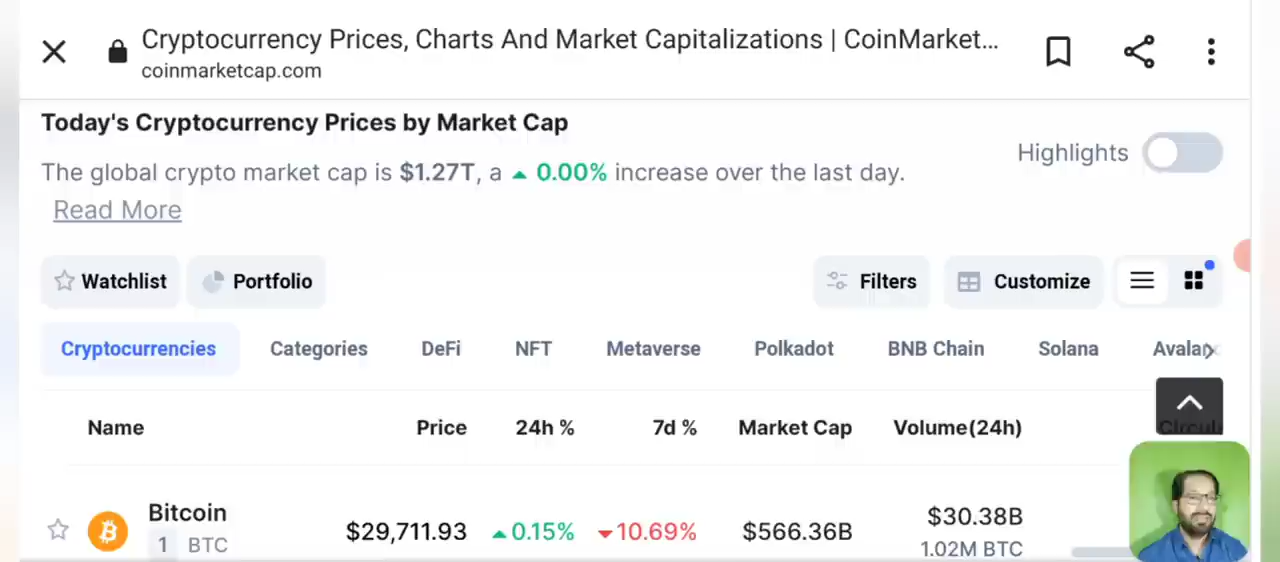 Cryptocurrency Prices, Charts And Market Capitalizations | CoinMarket...
coinmarketcap.com
Today's Cryptocurrency Prices by Market Cap
Highlights
The global crypto market cap is $1.27T, a 0.00% increase over the last day.
Read More
Watchlist Portfolio Filters Customize
Cryptocurrencies Categories DeFi NFT Metaverse Polkadot BNB Chain Solana
Name Price 24h % 7d % Market Cap Volume(24h)
Bitcoin
$29,711.93 0.15% 10.69% $566.36B $30.38B
1 BTC 1.02M BTC